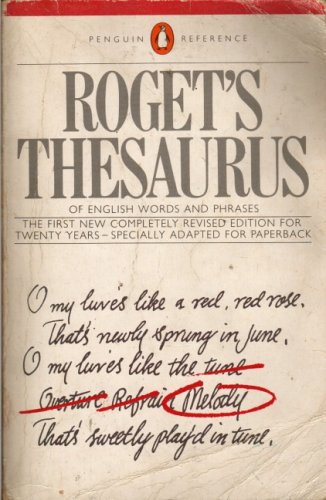 PENGUIN REFERENCE
ROGET'S
THESAURUS
OF ENGLISH WORDS AND PHRASES
THE FIRST NEW COMPLETELY REVISED EDITION FOR
TWENTY YEARS – SPECIALLY ADAPTED FOR PAPERBACK
O my luve's like a red, red rose.
That's newly sprung in june.
O my luve's like the tune
Overture Refrain Melody
That's sweetly play'd in tune.